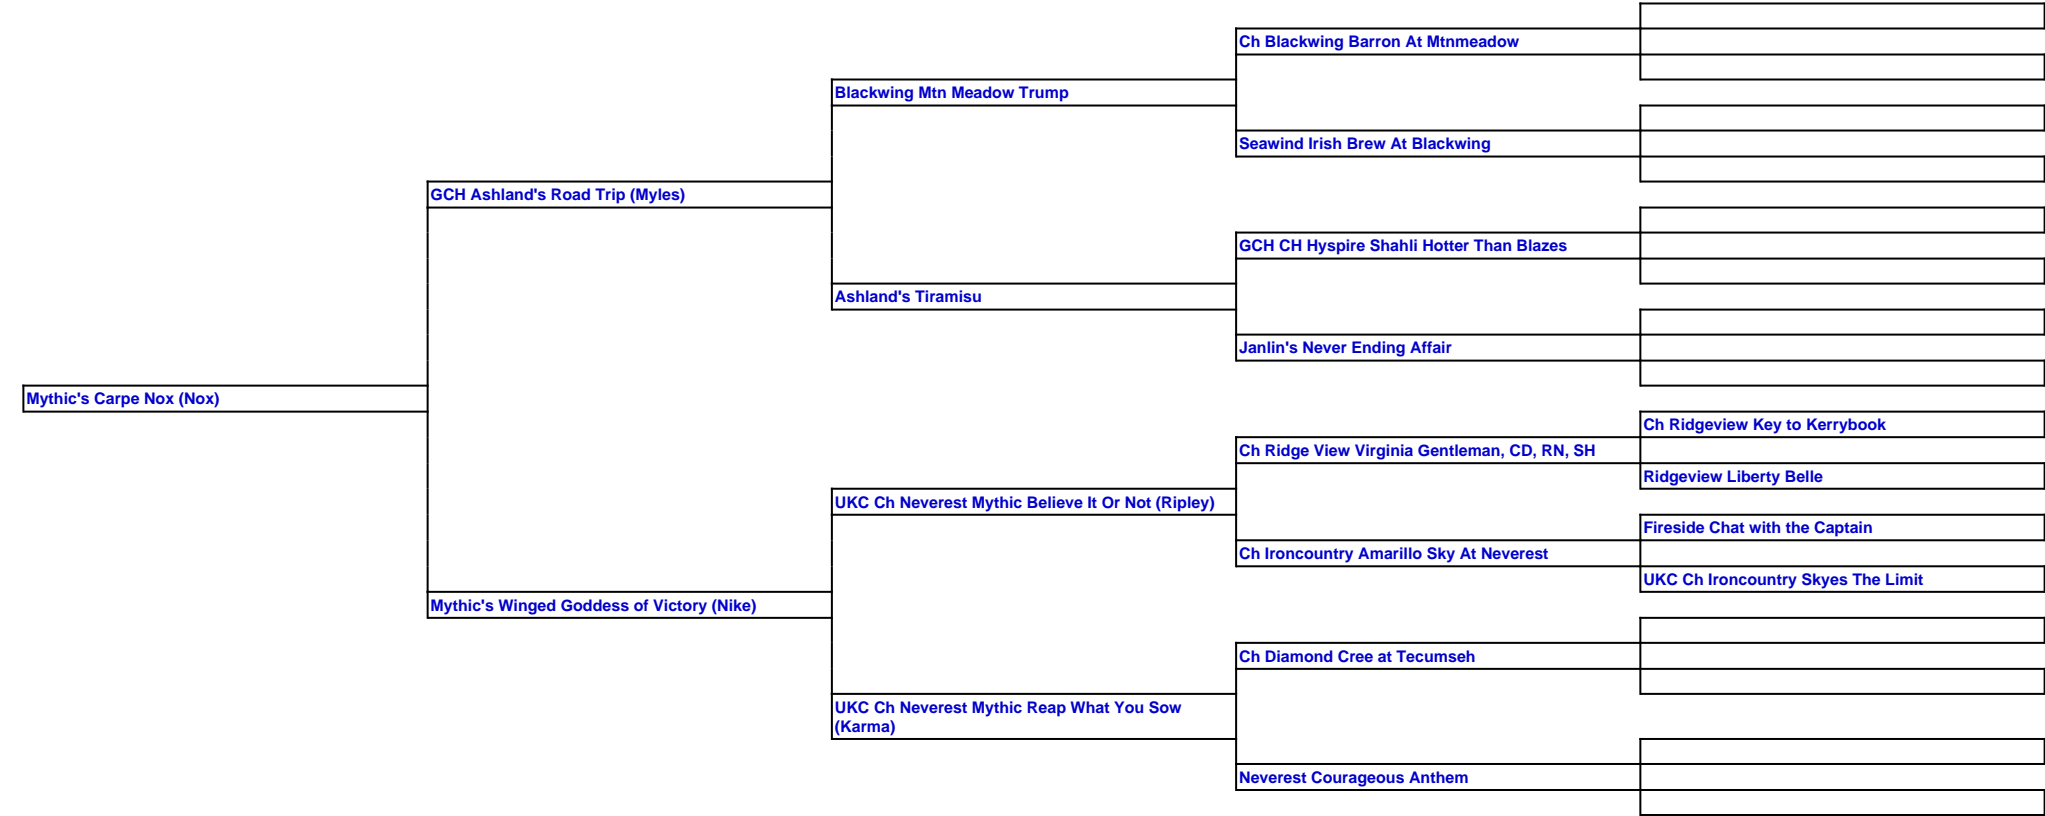 Ch Blackwing Barron At Mtnmeadow
Blackwing Mtn Meadow Trump
Seawind Irish Brew At Blackwing
GCH Ashland's Road Trip (Myles)
GCH CH Hyspire Shahli Hotter Than Blazes
Ashland's Tiramisu
Janlin's Never Ending Affair
Mythic's Carpe Nox (Nox)
Ch Ridgeview Key to Kerrybook
Ch Ridge View Virginia Gentleman, CD, RN, SH
Ridgeview Liberty Belle
UKC Ch Neverest Mythic Believe It Or Not (Ripley)
Fireside Chat with the Captain
Ch Ironcountry Amarillo Sky At Neverest
UKC Ch Ironcountry Skyes The Limit
Mythic's Winged Goddess of Victory (Nike)
Ch Diamond Cree at Tecumseh
UKC Ch Neverest Mythic Reap What You Sow
(Karma)
Neverest Courageous Anthem